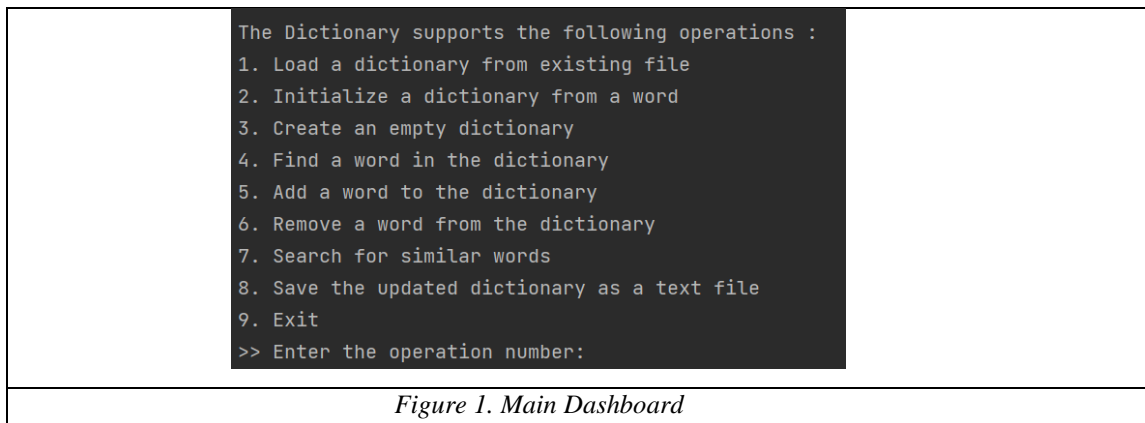 The Dictionary supports the following operations :
1. Load a dictionary from existing file
2. Initialize a dictionary from a word
3. Create an empty dictionary
4. Find a word in the dictionary
5. Add a word to the dictionary
6. Remove a word from the dictionary
7. Search for similar words
8. Save the updated dictionary as a text file
9. Exit
>> Enter the operation number:
Figure 1. Main Dashboard